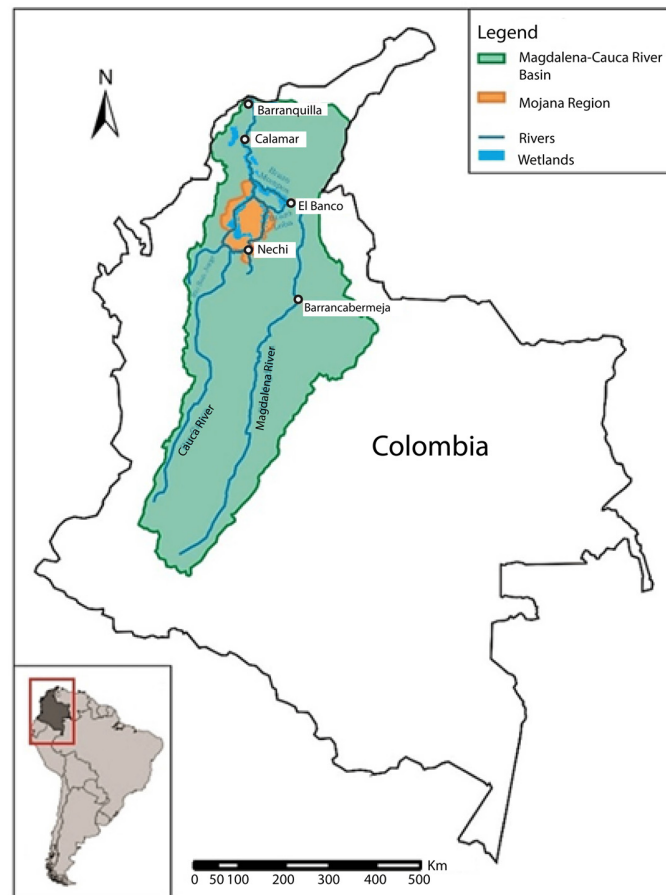 Legend
Magdalena-Cauca River
Basin
Mojana Region
Rivers
Wetlands
N
Barranquilla
Calamar
El Banco
Nechi
Barrancabermeja
Magdalena River
Cauca River
Colombia
Km
0 50 100 200 300 400 500